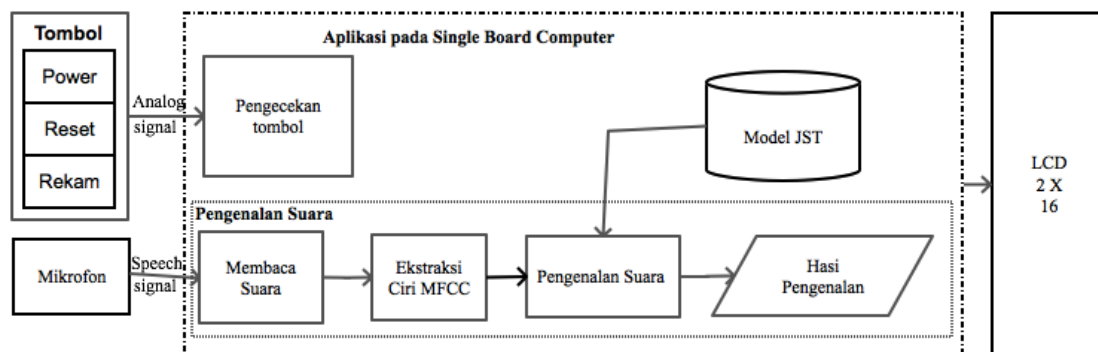 Tombol
Power
Reset
Rekam
Analog
signal
Aplikasi pada Single Board Computer
Pengecekan
tombol
Model JST
LCD
2 X
16
Pengenalan Suara
Mikrofon
Speech
signal
Membaca
Suara
Ekstraksi
Ciri MFCC
Pengenalan Suara
Hasi
Pengenalan